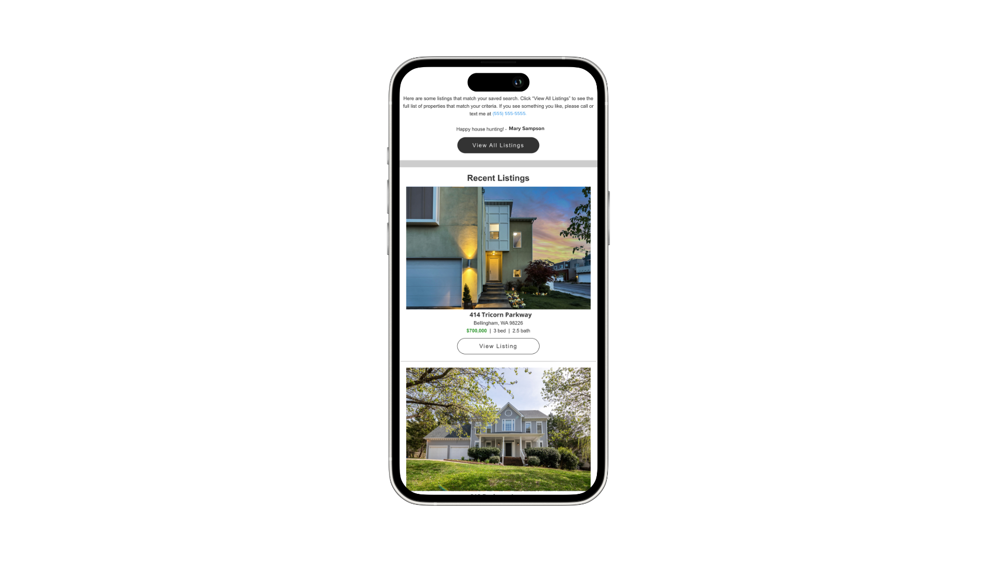 Here are some listings that match your saved search. Click “View All Listings” to see the
full list of properties that match your criteria. If you see something you like, please call or
text me at (555) 555-5555.
Happy house hunting! - Mary Sampson
View All Listings
Recent Listings
414 Tricorn Parkway
Bellingham, WA 98226
$700,000 | 3 bed | 2.5 bath
View Listing